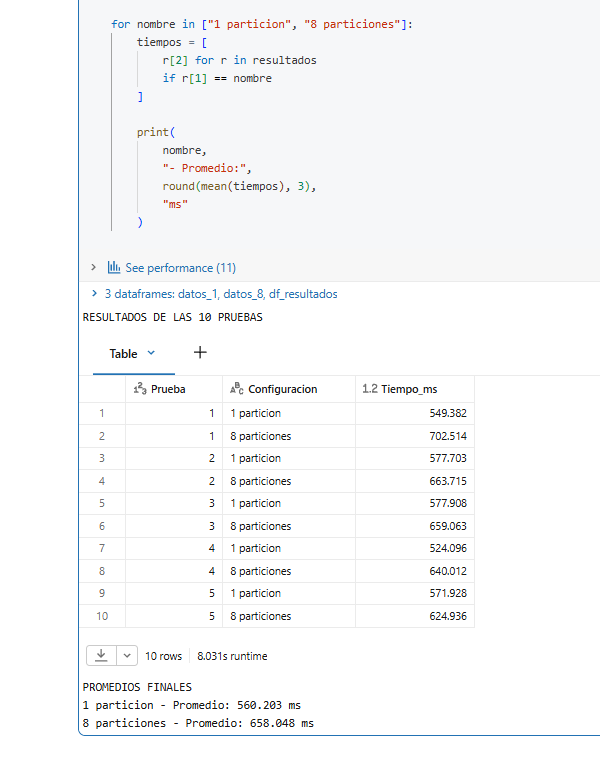 for nombre in ["1 particion", "8 particiones"]:
tiempos = [
r[2] for r in resultados
if r[1] == nombre
]
print(
nombre,
"- Promedio:",
round(mean(tiempos), 3),
"ms"
)
See performance (11)
3 dataframes: datos_1, datos_8, df_resultados
RESULTADOS DE LAS 10 PRUEBAS
Table +
1 2 3 Prueba A B C Configuracion 1.2 Tiempo_ms
1 1 1 particion 549.382
2 1 8 particiones 702.514
3 2 1 particion 577.703
4 2 8 particiones 663.715
5 3 1 particion 577.908
6 3 8 particiones 659.063
7 4 1 particion 524.096
8 4 8 particiones 640.012
9 5 1 particion 571.928
10 5 8 particiones 624.936
10 rows 8.031s runtime
PROMEDIOS FINALES
1 particion - Promedio: 560.203 ms
8 particiones - Promedio: 658.048 ms